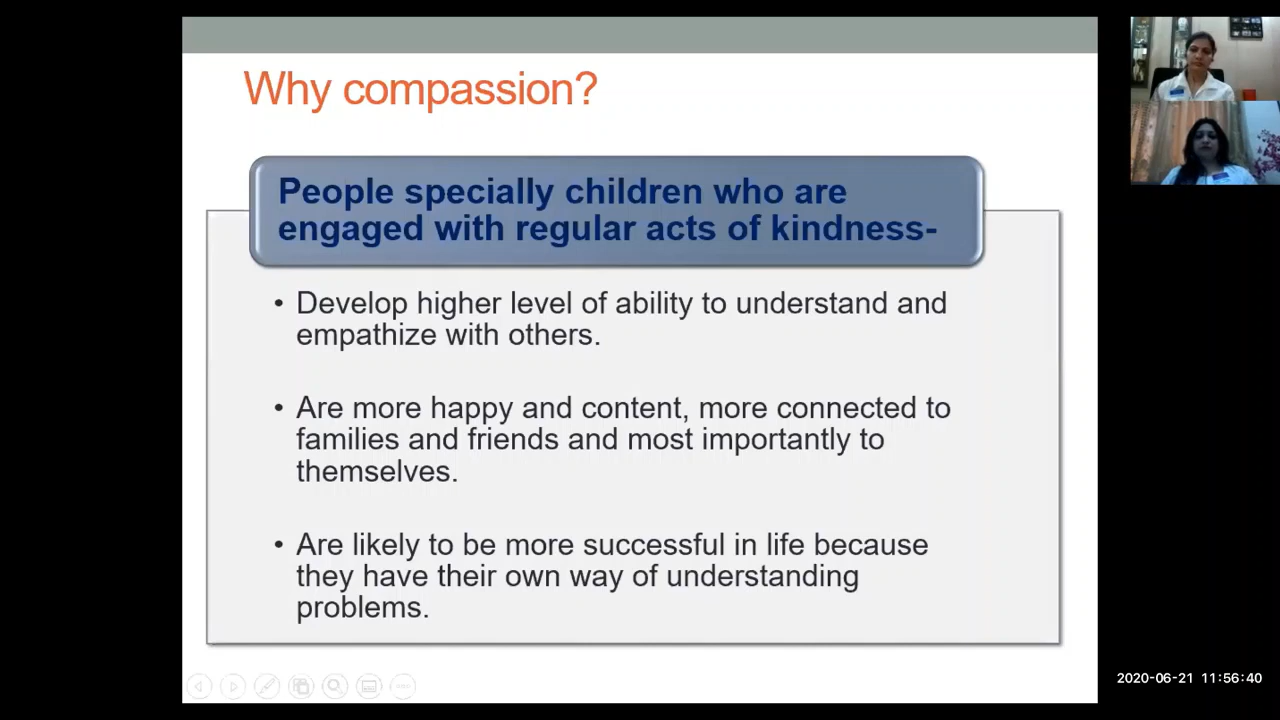 Why compassion?
People specially children who are
engaged with regular acts of kindness-
• Develop higher level of ability to understand and
empathize with others.
• Are more happy and content, more connected to
families and friends and most importantly to
themselves.
• Are likely to be more successful in life because
they have their own way of understanding
problems.
2020-06-21 11:56:40